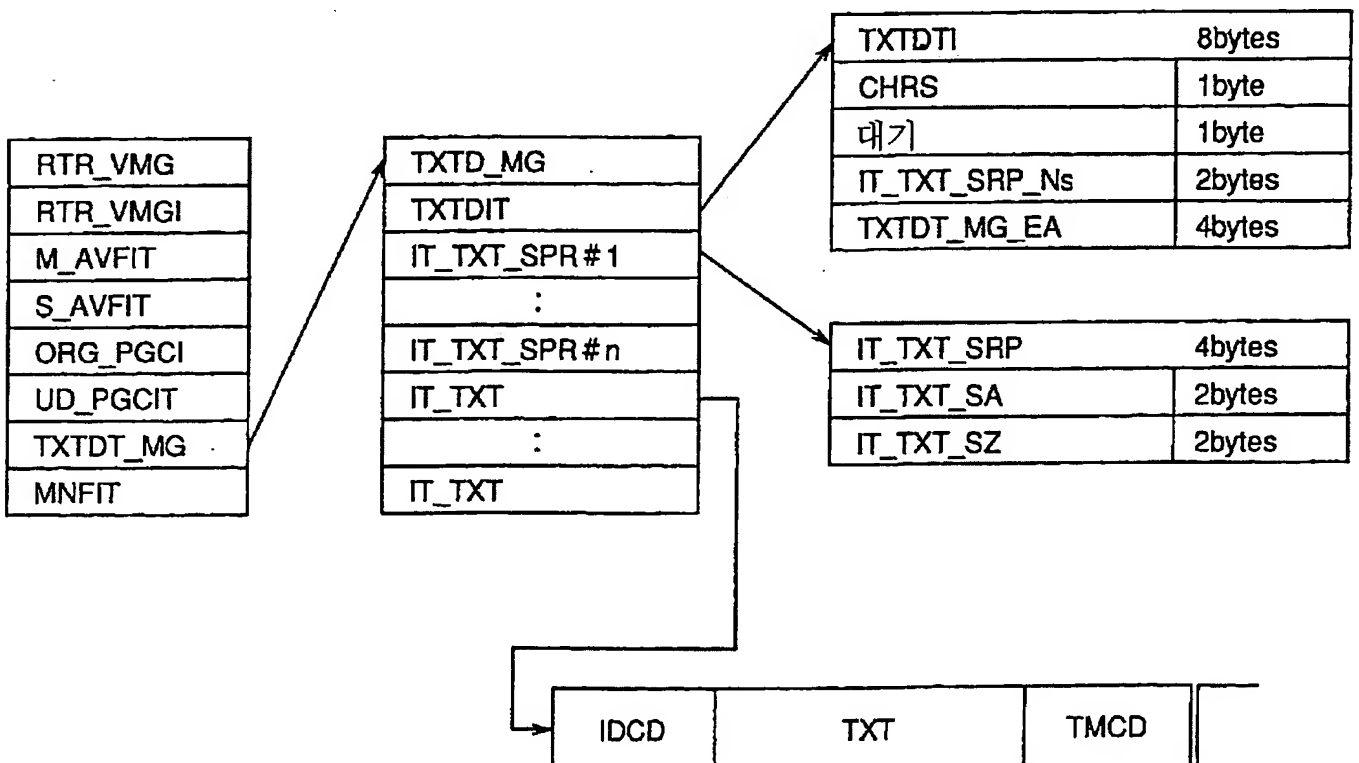 RTR_VMG
RTR_VMGI
M_AVFIT
S_AVFIT
ORG_PGCI
UD_PGCIT
TXTDT_MG
MNFIT
TXTD_MG
TXTDIT
IT_TXT_SPR#1
:
IT_TXT_SPR#n
IT_TXT
:
IT_TXT
TXTDTI 8bytes
CHRS 1byte
대기 1byte
IT_TXT_SRP_Ns 2bytes
TXTDT_MG_EA 4bytes
IT_TXT_SRP 4bytes
IT_TXT_SA 2bytes
IT_TXT_SZ 2bytes
IDCD TXT TMCD